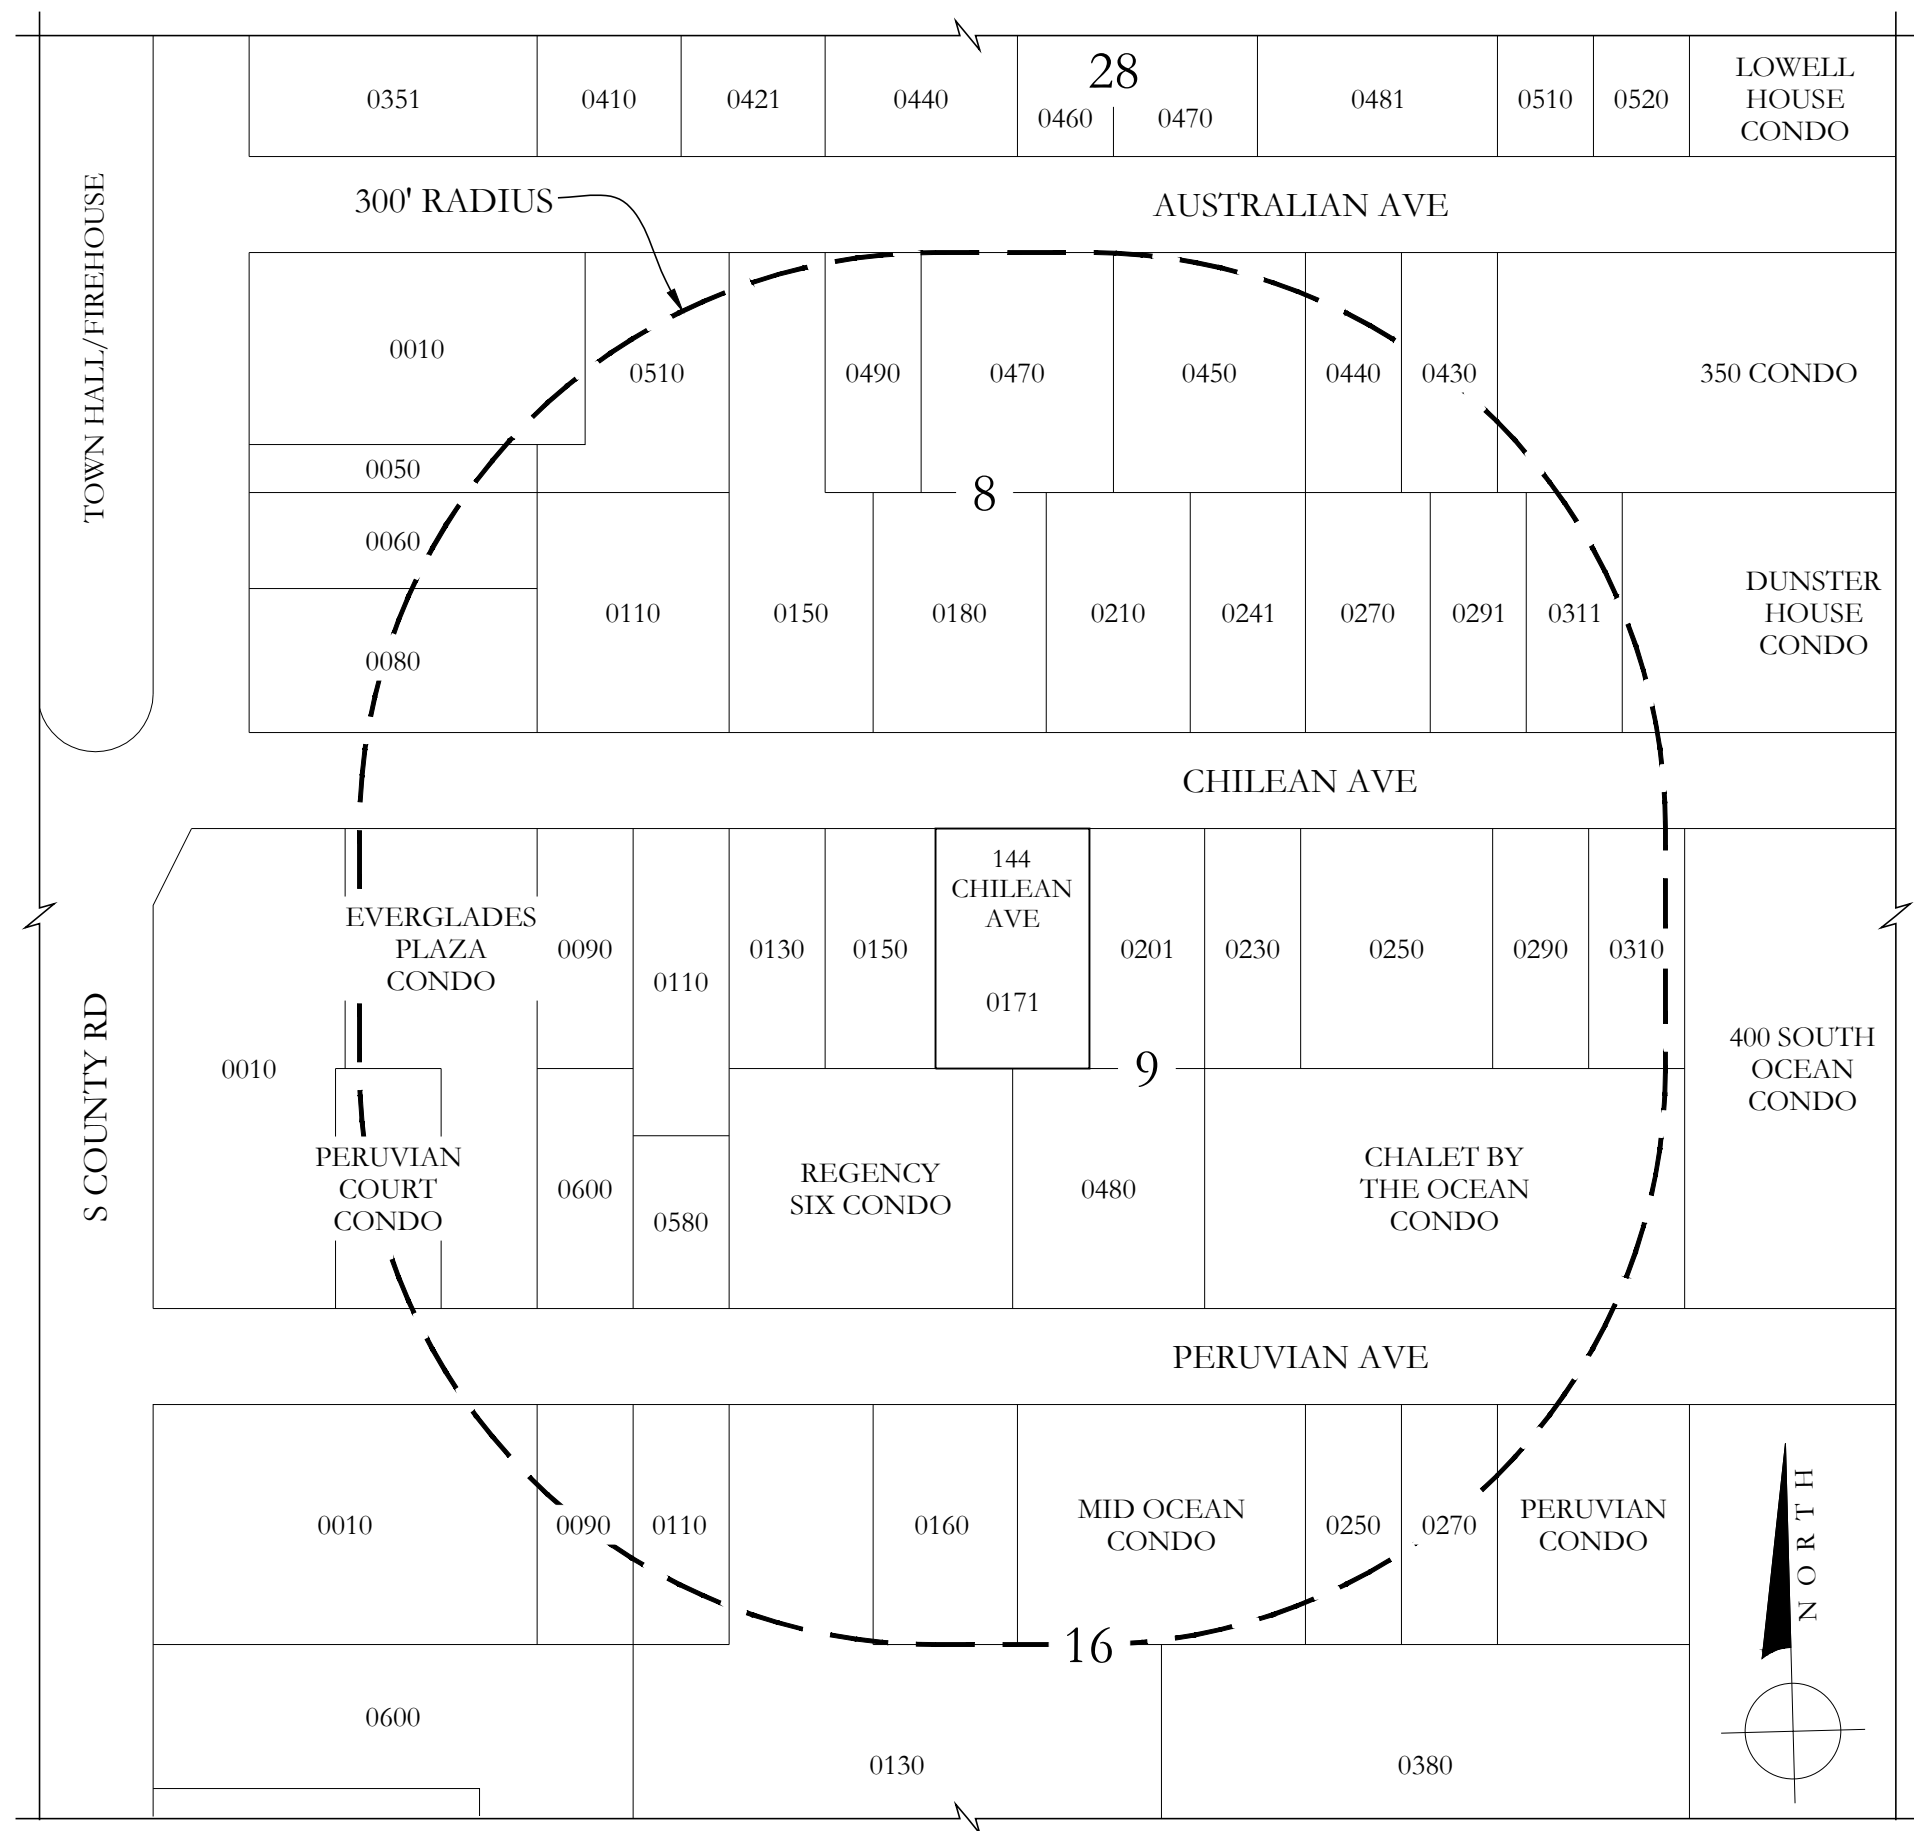 28
LOWELL
HOUSE
CONDO
0351
0410
0421
0440
0460
0470
0481
0510
0520
300' RADIUS
AUSTRALIAN AVE
TOWN HALL/FIREHOUSE
0010
0510
0490
0470
0450
0440
0430
350 CONDO
0050
8
0060
0080
0110
0150
0180
0210
0241
0270
0291
0311
DUNSTER
HOUSE
CONDO
CHILEAN AVE
S COUNTY RD
0010
EVERGLADES
PLAZA
CONDO
0090
0110
0130
0150
144
CHILEAN
AVE
0171
0201
0230
0250
0290
0310
9
400 SOUTH
OCEAN
CONDO
PERUVIAN
COURT
CONDO
0600
0580
REGENCY
SIX CONDO
0480
CHALET BY
THE OCEAN
CONDO
PERUVIAN AVE
0010
0090
0110
0160
MID OCEAN
CONDO
0250
0270
PERUVIAN
CONDO
NORTH
16
0600
0130
0380